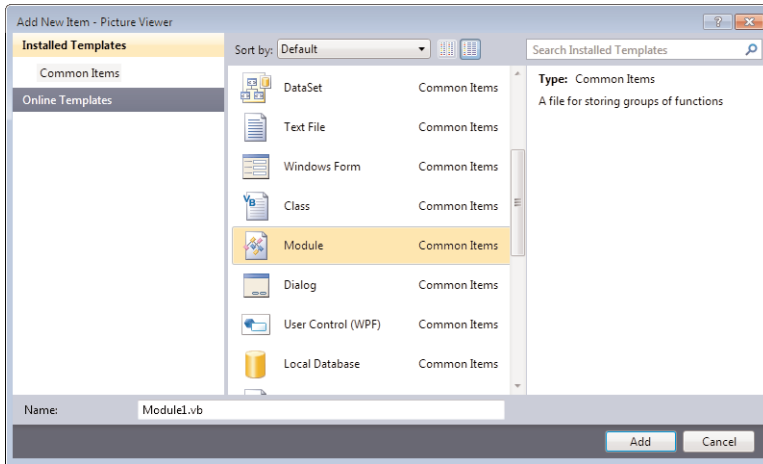 Add New Item - Picture Viewer
Installed Templates
Common Items
Online Templates
Sort by: Default
Search Installed Templates
DataSet Common Items
Text File Common Items
Windows Form Common Items
VB
Class Common Items
Module Common Items
Dialog Common Items
User Control (WPF) Common Items
Local Database Common Items
Type: Common Items
A file for storing groups of functions
Name: Module1.vb
Add Cancel